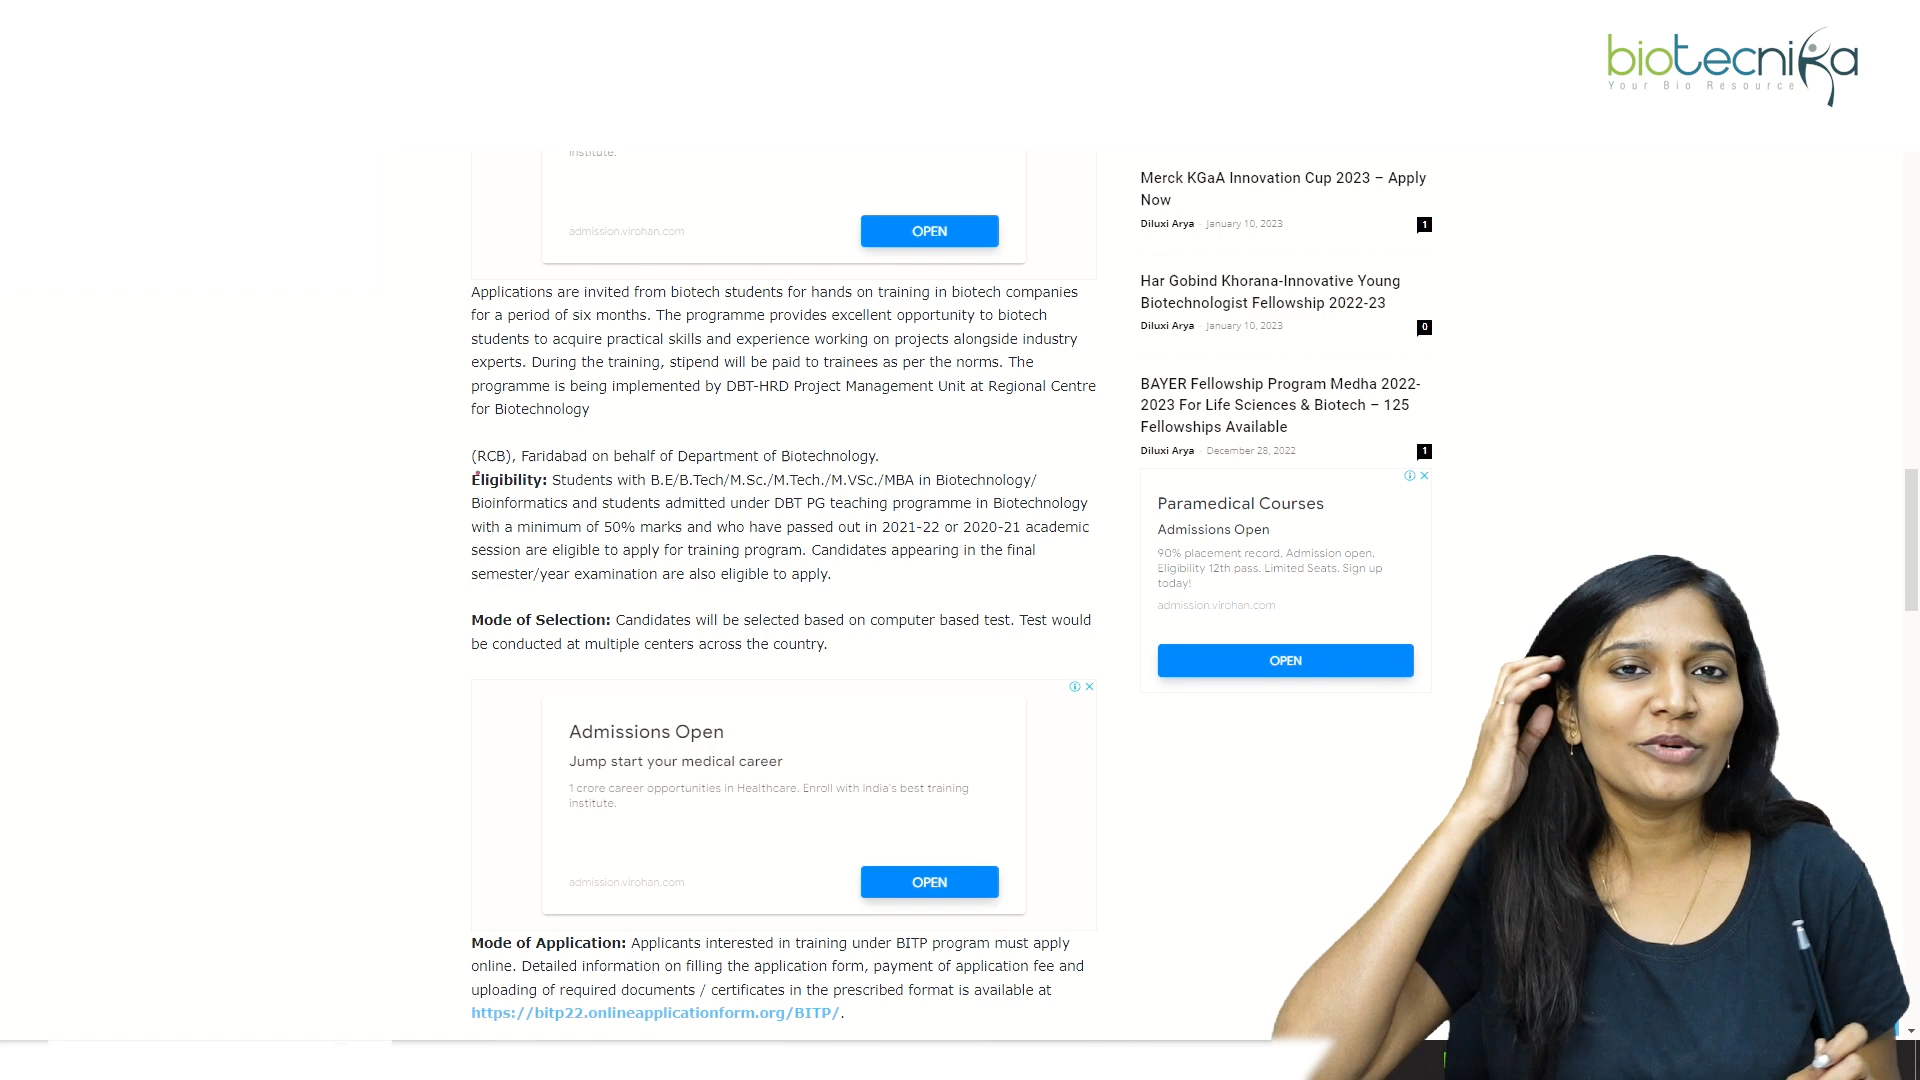 biotecnika
Your Bio Resource
institute.
admission.virohan.com
OPEN
Applications are invited from biotech students for hands on training in biotech companies
for a period of six months. The programme provides excellent opportunity to biotech
students to acquire practical skills and experience working on projects alongside industry
experts. During the training, stipend will be paid to trainees as per the norms. The
programme is being implemented by DBT-HRD Project Management Unit at Regional Centre
for Biotechnology
(RCB), Faridabad on behalf of Department of Biotechnology.
Eligibility: Students with B.E/B.Tech/M.Sc./M.Tech./M.VSc./MBA in Biotechnology/
Bioinformatics and students admitted under DBT PG teaching programme in Biotechnology
with a minimum of 50% marks and who have passed out in 2021-22 or 2020-21 academic
session are eligible to apply for training program. Candidates appearing in the final
semester/year examination are also eligible to apply.
Mode of Selection: Candidates will be selected based on computer based test. Test would
be conducted at multiple centers across the country.
Admissions Open
Jump start your medical career
1 crore career opportunities in Healthcare. Enroll with India's best training
institute.
admission.virohan.com
OPEN
Mode of Application: Applicants interested in training under BITP program must apply
online. Detailed information on filling the application form, payment of application fee and
uploading of required documents / certificates in the prescribed format is available at
https://bitp22.onlineapplicationform.org/BITP/.
Merck KGaA Innovation Cup 2023 – Apply
Now
Diluxi Arya - January 10, 2023
1
Har Gobind Khorana-Innovative Young
Biotechnologist Fellowship 2022-23
Diluxi Arya - January 10, 2023
0
BAYER Fellowship Program Medha 2022-
2023 For Life Sciences & Biotech – 125
Fellowships Available
Diluxi Arya - December 28, 2022
1
Paramedical Courses
Admissions Open
90% placement record, Admission open,
Eligibility 12th pass. Limited Seats. Sign up
today!
admission.virohan.com
OPEN